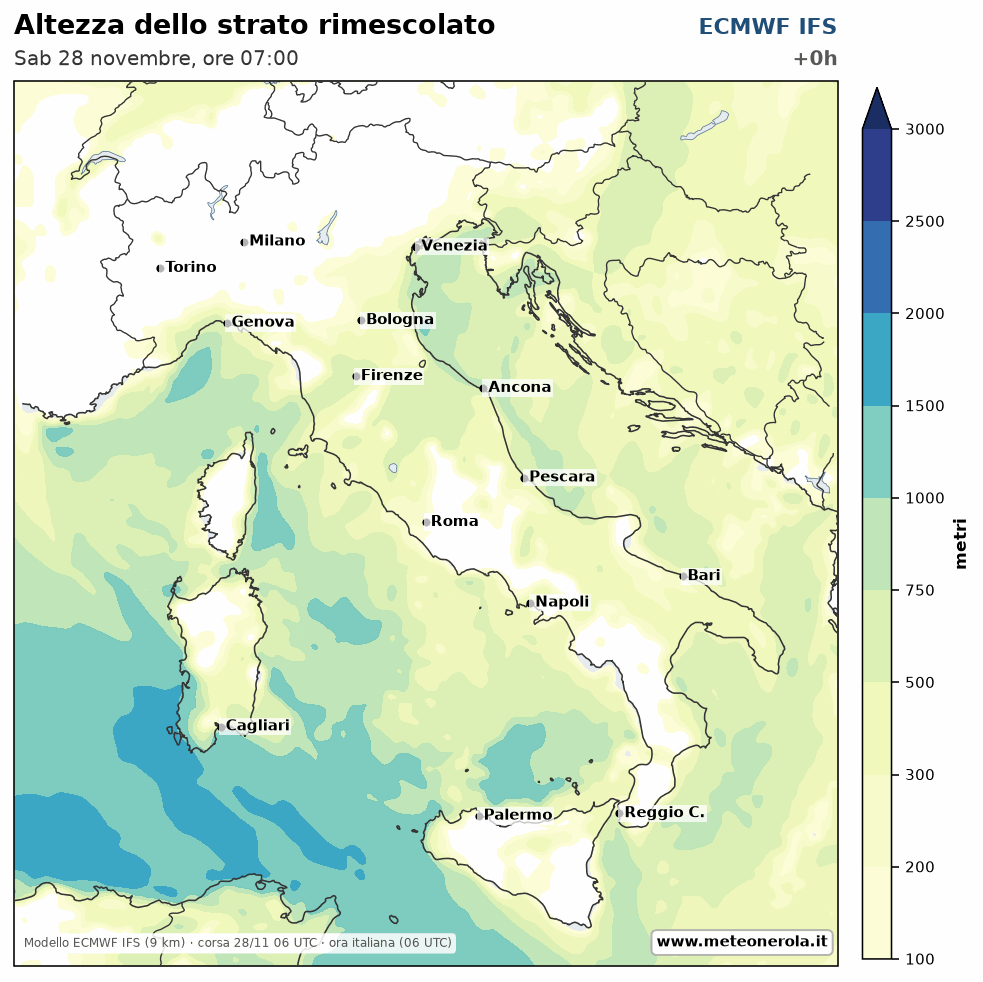 Altezza dello strato rimescolato
ECMWF IFS
Sab 28 novembre, ore 07:00
+0h
Milano
Venezia
Torino
Genova
Bologna
Firenze
Ancona
Pescara
Roma
Bari
Napoli
Cagliari
Palermo
Reggio C.
3000
2500
2000
1500
1000
750
500
300
200
100
metri
Modello ECMWF IFS (9 km) · corsa 28/11 06 UTC · ora italiana (06 UTC)
www.meteonerola.it